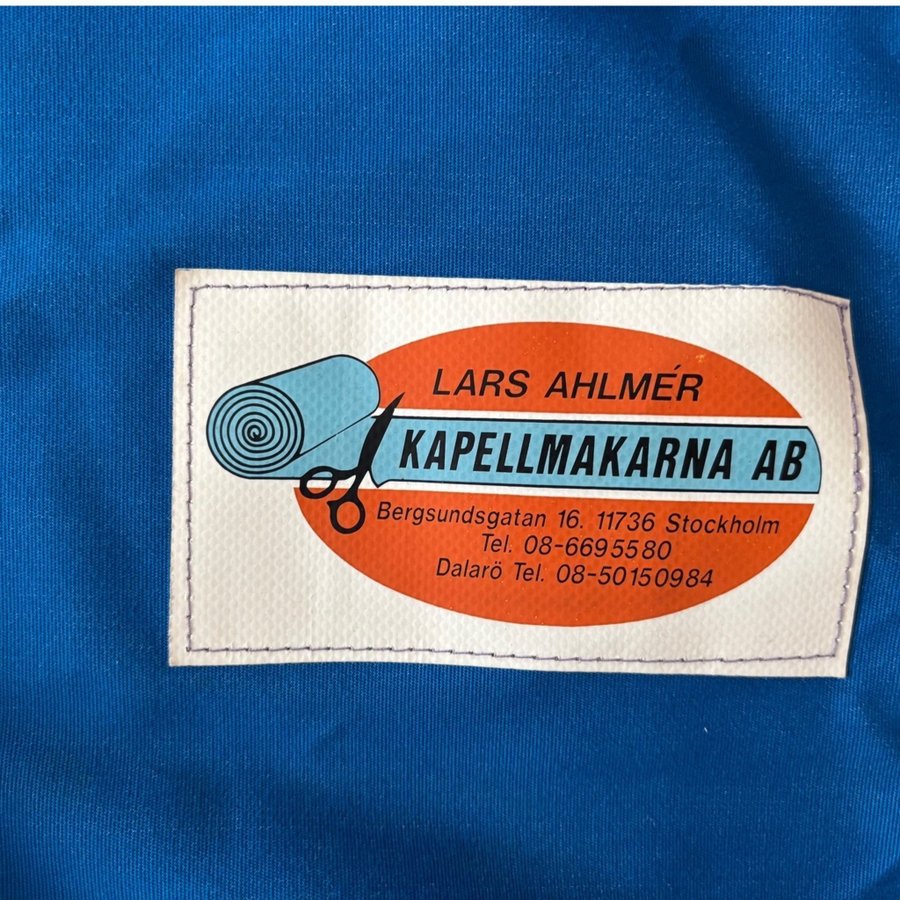 LARS AHLMÉR
KAPELLMAKARNA AB
Bergsundsgatan 16. 11736 Stockholm
Tel. 08-6695580
Dalarö Tel. 08-50150984